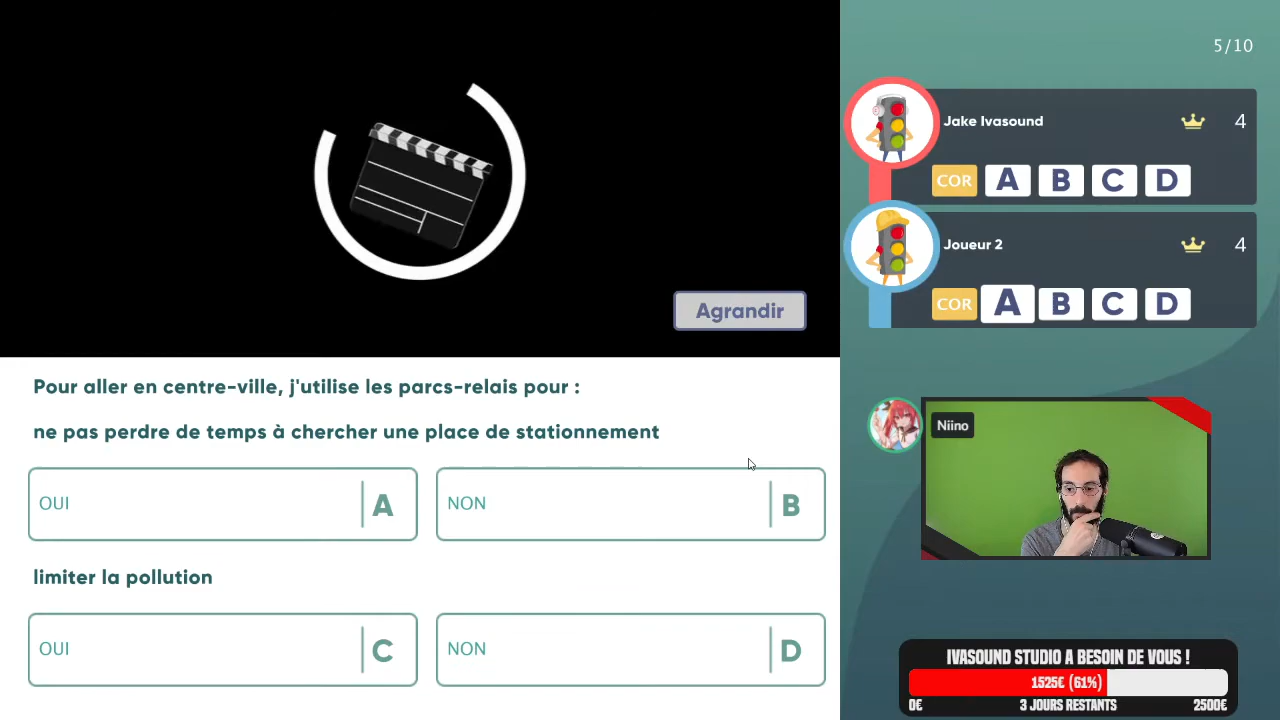 5/10
Jake Ivasound
4
COR A B C D
Joueur 2
4
COR A B C D
Agrandir
Pour aller en centre-ville, j'utilise les parcs-relais pour :
ne pas perdre de temps à chercher une place de stationnement
OUI A
NON B
limiter la pollution
OUI C
NON D
Niino
IVASOUND STUDIO A BESOIN DE VOUS !
1525€ (61%)
0€ 3 JOURS RESTANTS 2500€